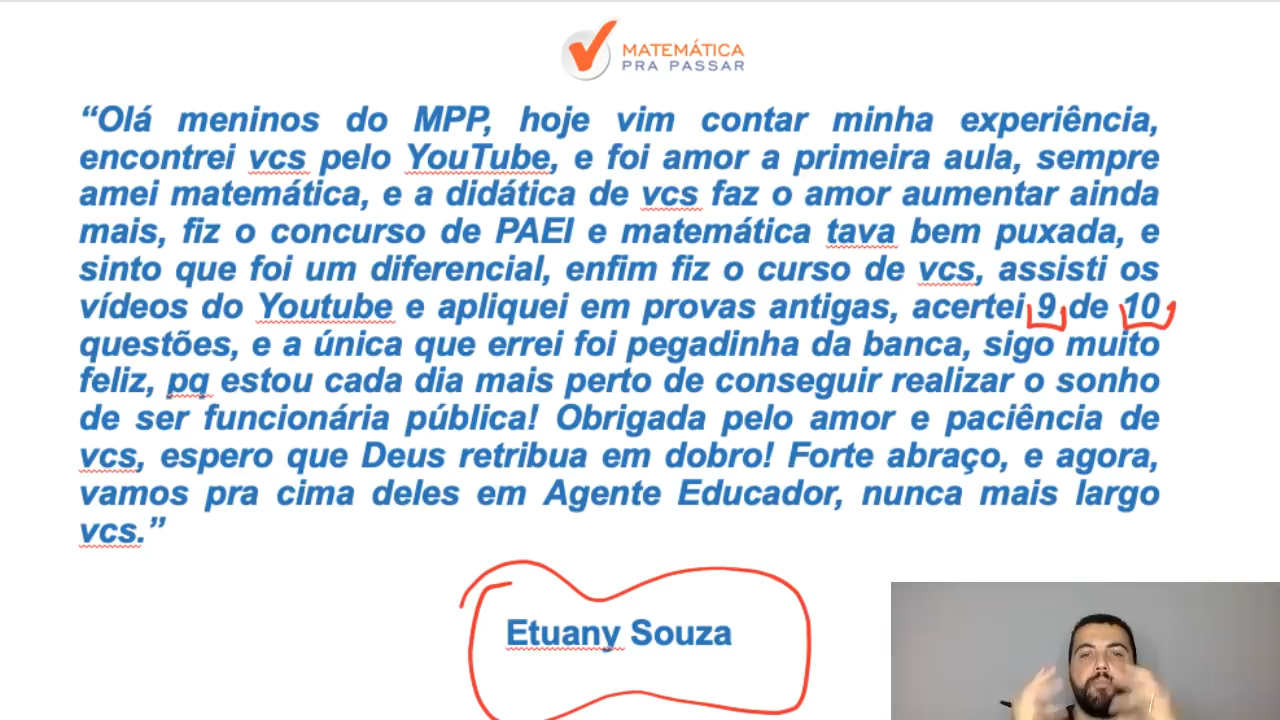 MATEMÁTICA
PRA PASSAR
“Olá meninos do MPP, hoje vim contar minha experiência,
encontrei vcs pelo YouTube, e foi amor a primeira aula, sempre
amei matemática, e a didática de vcs faz o amor aumentar ainda
mais, fiz o concurso de PAEI e matemática tava bem puxada, e
sinto que foi um diferencial, enfim fiz o curso de vcs, assisti os
vídeos do Youtube e apliquei em provas antigas, acertei 9 de 10
questões, e a única que errei foi pegadinha da banca, sigo muito
feliz, pq estou cada dia mais perto de conseguir realizar o sonho
de ser funcionária pública! Obrigada pelo amor e paciência de
vcs, espero que Deus retribua em dobro! Forte abraço, e agora,
vamos pra cima deles em Agente Educador, nunca mais largo
vcs.”
Etuany Souza